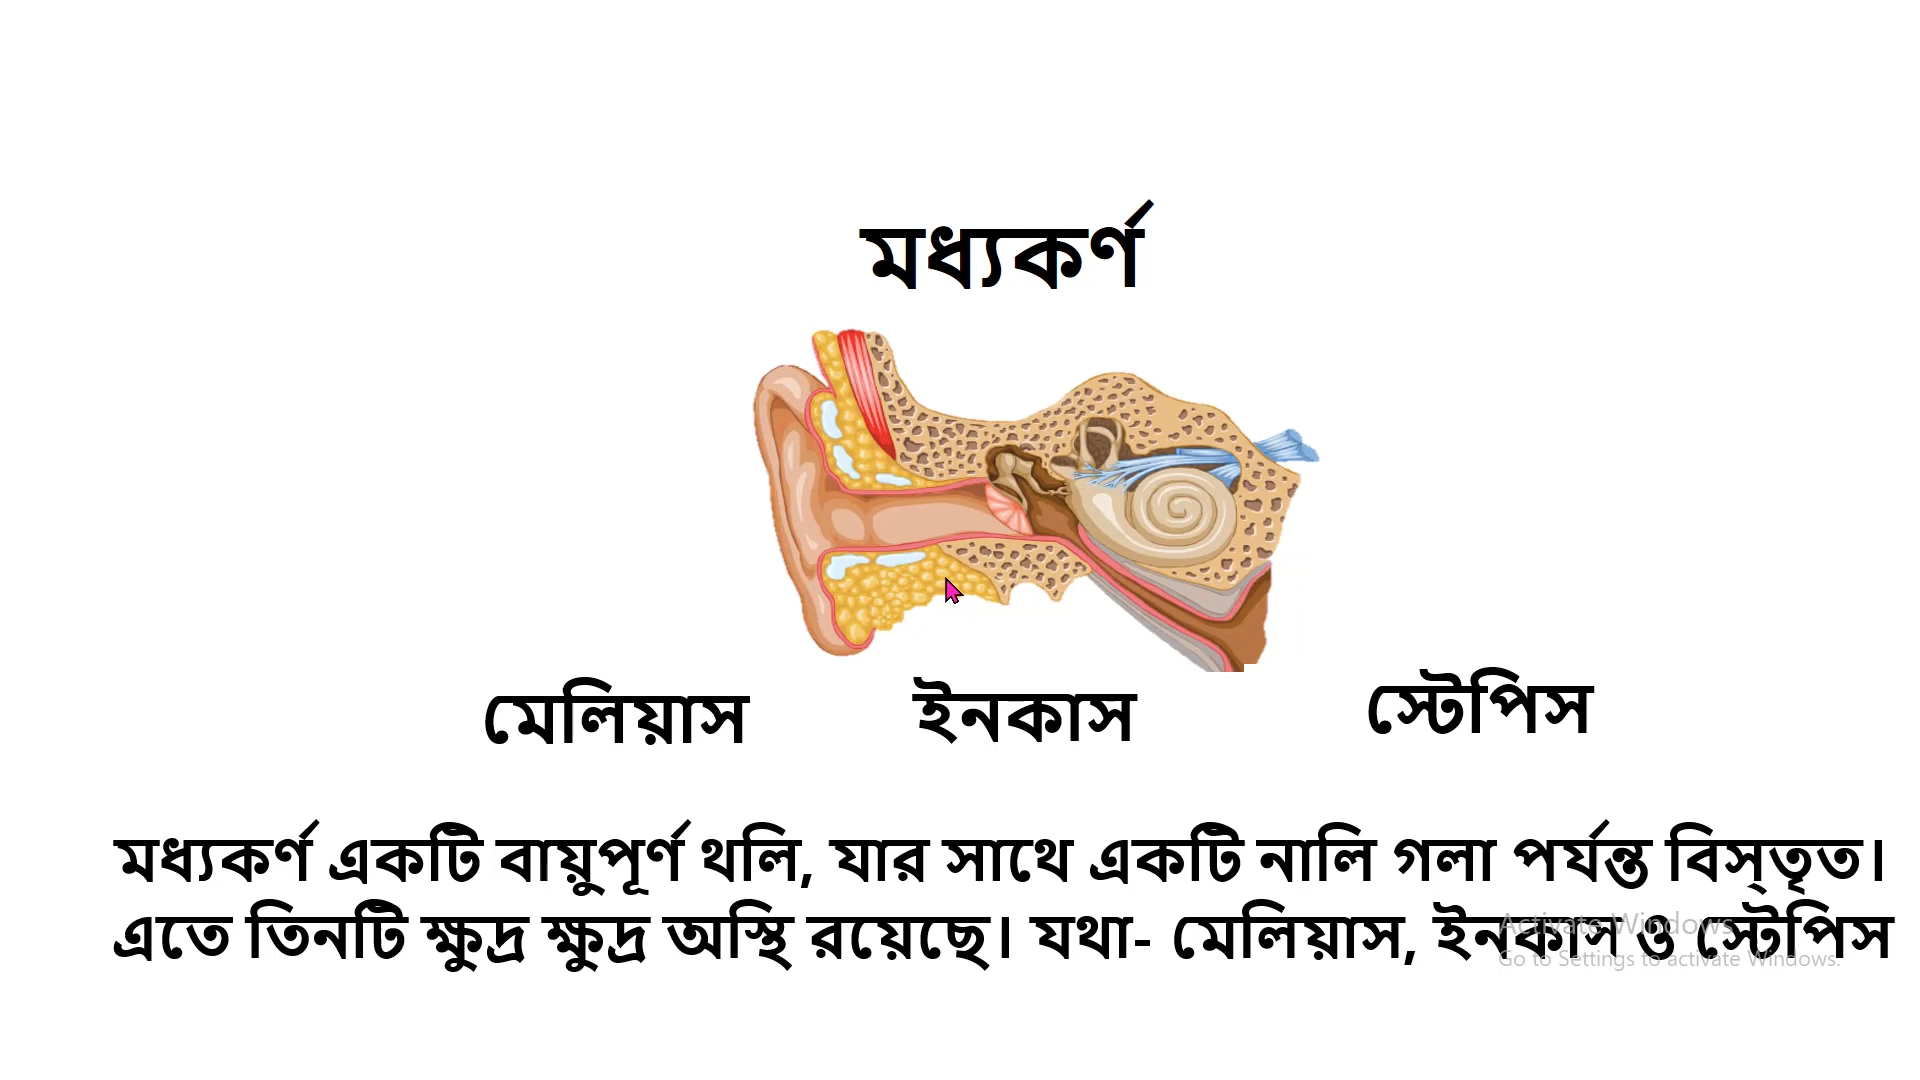 মধ্যকর্ণ
মেলিয়াস ইনকাস স্টেপিস
মধ্যকর্ণ একটি বায়ুপূর্ণ থলি, যার সাথে একটি নালি গলা পর্যন্ত বিস্‌তৃত।
এতে তিনটি ক্ষুদ্র ক্ষুদ্র অস্থি রয়েছে। যথা- মেলিয়াস, ইনকাস ও স্টেপিস
Activate Windows
Go to Settings to activate Windows.